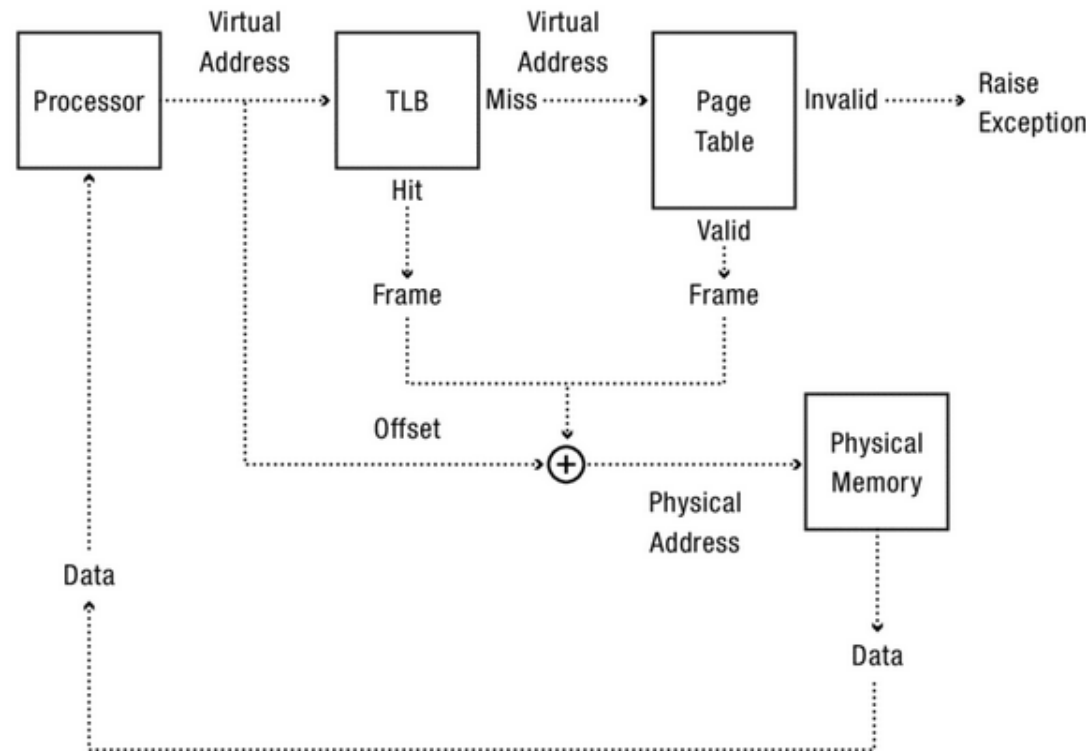 Virtual
Address
Virtual
Address
Processor
TLB
Miss
Page
Table
Invalid
Raise
Exception
Hit
Valid
Frame
Frame
Offset
Physical
Memory
Physical
Address
Data
Data